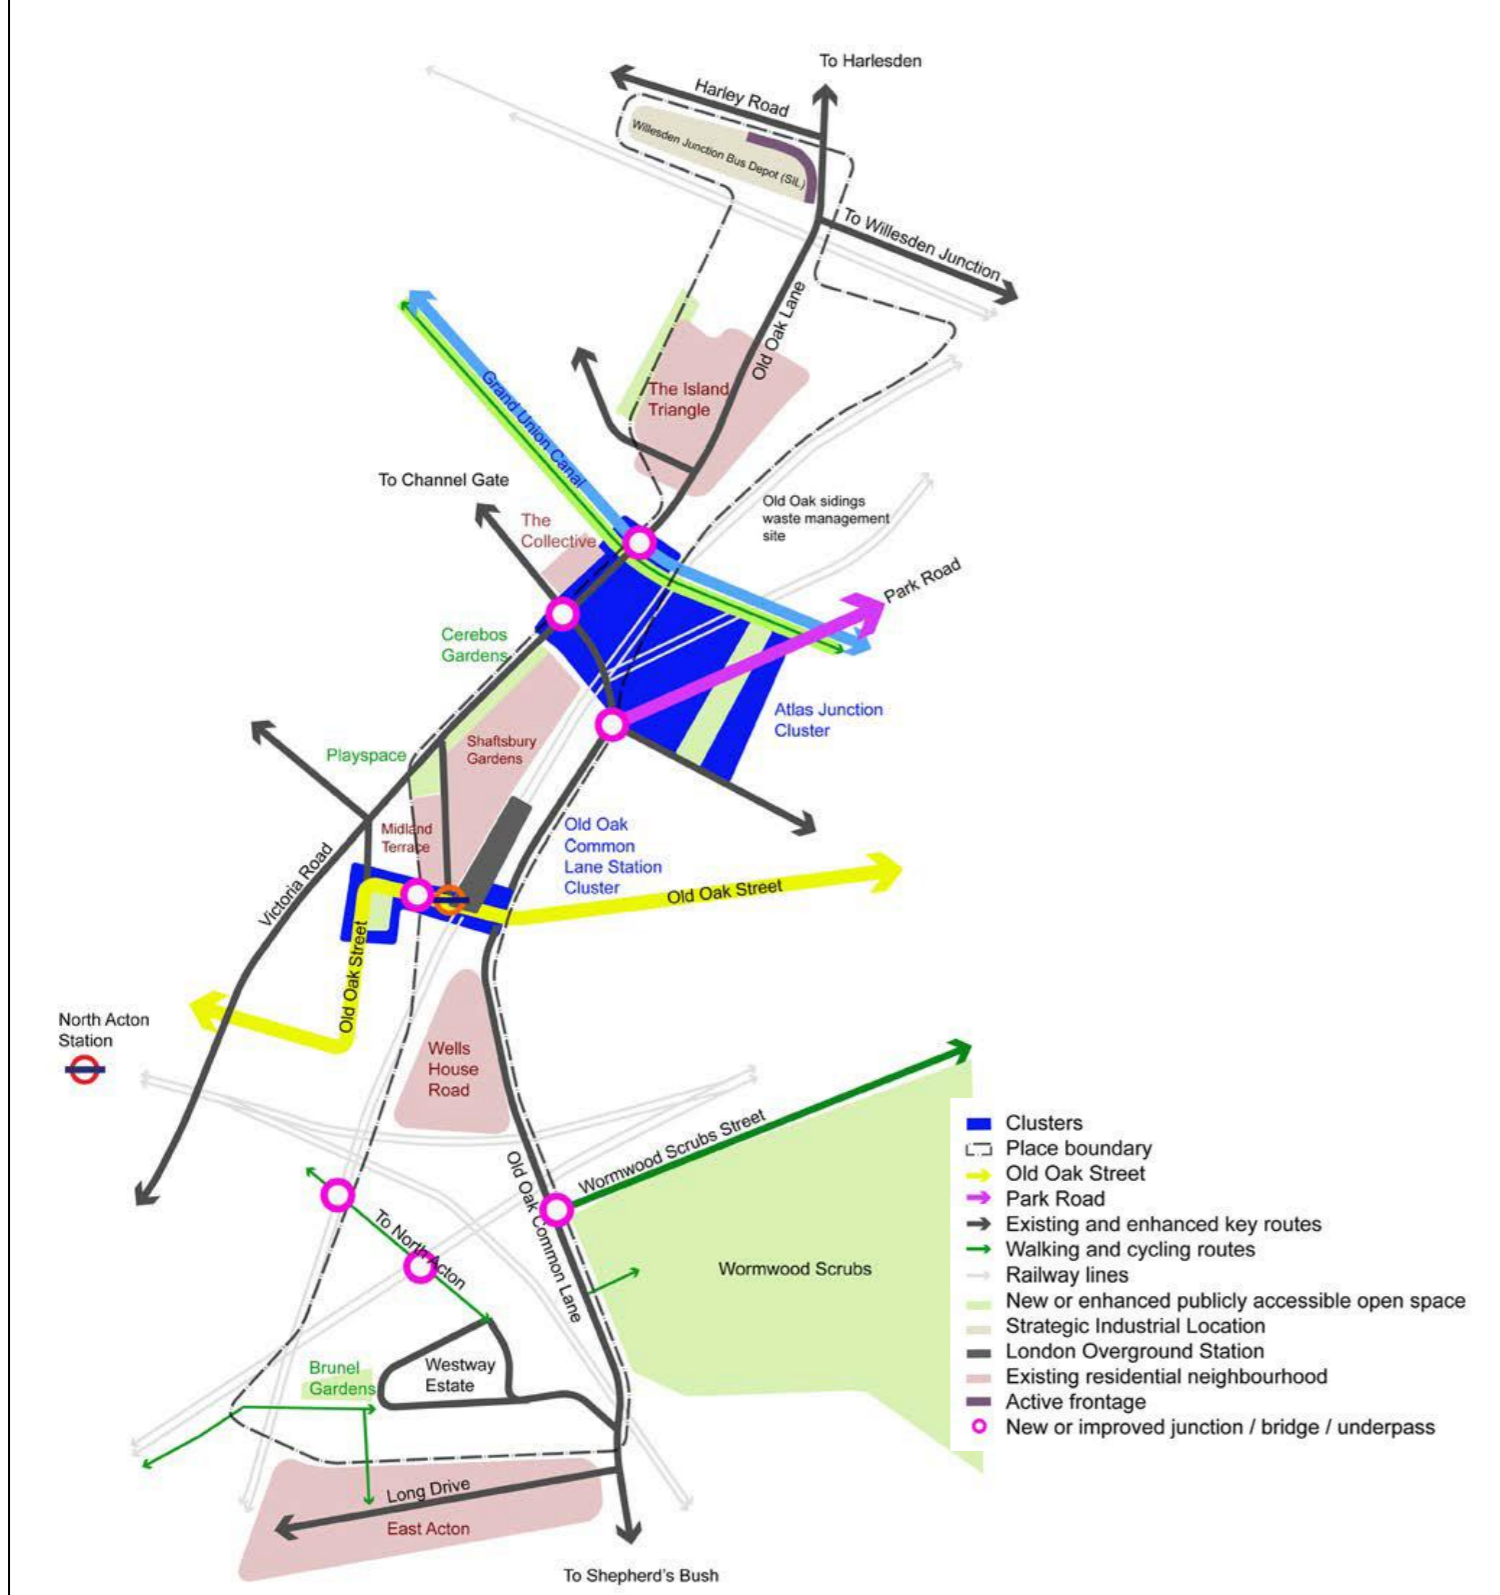 To Harlesden
Harley Road
Willesden Junction Bus Depot (SIL)
To Willesden Junction
Old Oak Lane
The Island
Triangle
Grand Union Canal
To Channel Gate
The
Collective
Old Oak sidings
waste management
site
Park Road
Cerebos
Gardens
Atlas Junction
Cluster
Shaftsbury
Gardens
Playspace
Midland
Terrace
Old Oak
Common
Lane Station
Cluster
Victoria Road
Old Oak Street
Old Oak Street
North Acton
Station
Wells
House
Road
Wormwood Scrubs Street
Old Oak Common Lane
To North Acton
Wormwood Scrubs
Brunel
Gardens
Westway
Estate
Long Drive
East Acton
To Shepherd's Bush
Clusters
Place boundary
Old Oak Street
Park Road
Existing and enhanced key routes
Walking and cycling routes
Railway lines
New or enhanced publicly accessible open space
Strategic Industrial Location
London Overground Station
Existing residential neighbourhood
Active frontage
New or improved junction / bridge / underpass